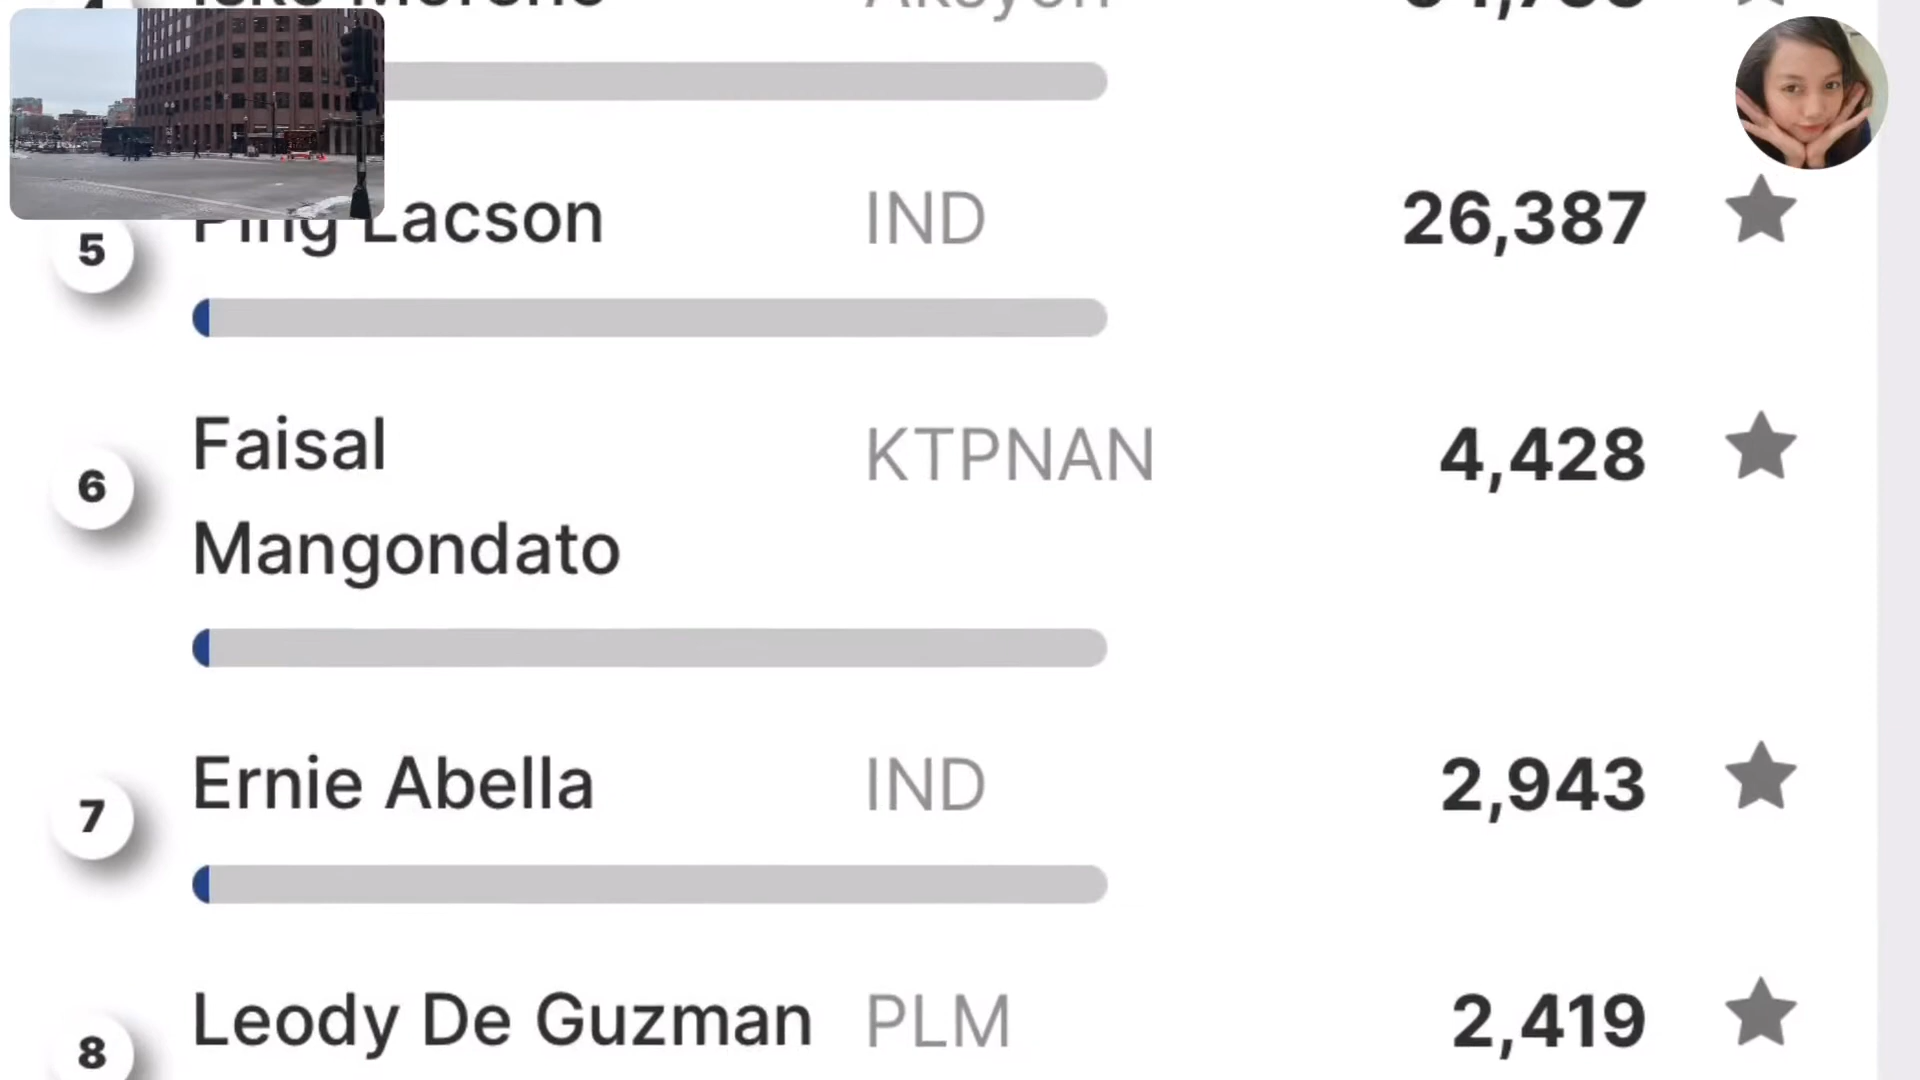 5 Ping Lacson IND 26,387
6 Faisal KTPNAN 4,428
Mangondato
7 Ernie Abella IND 2,943
8 Leody De Guzman PLM 2,419